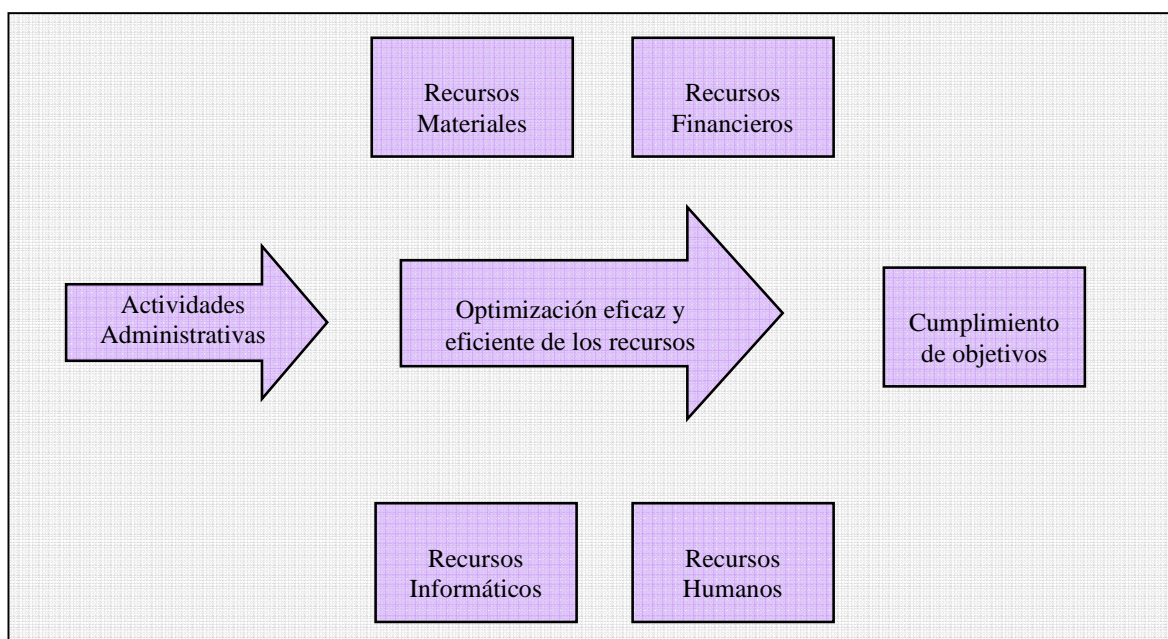 Recursos
Materiales
Recursos
Financieros
Actividades
Administrativas
Optimización eficaz y
eficiente de los recursos
Cumplimiento
de objetivos
Recursos
Informáticos
Recursos
Humanos